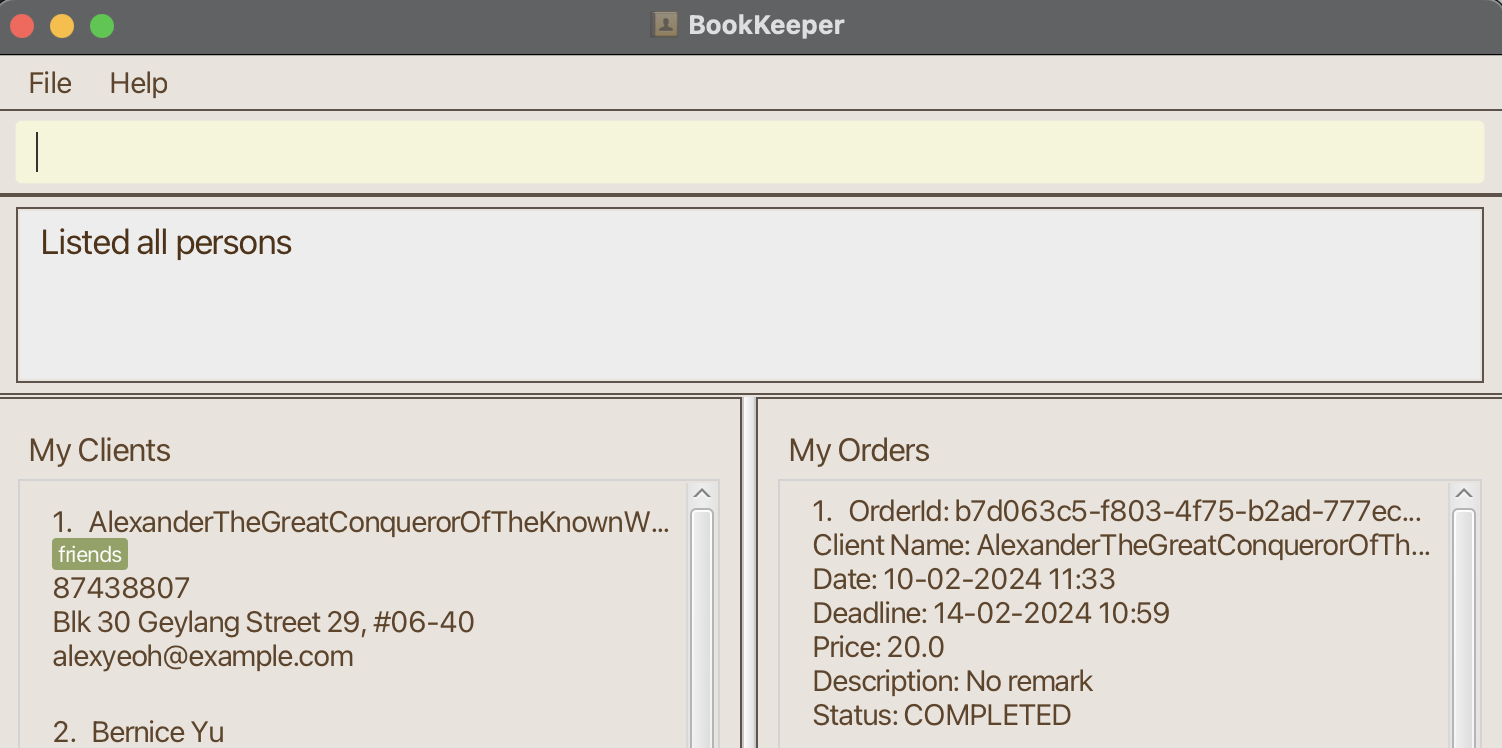 BookKeeper
File Help
Listed all persons
My Clients
1. AlexanderTheGreatConquerorOfTheKnownW...
friends
87438807
Blk 30 Geylang Street 29, #06-40
alexyeoh@example.com
2. Bernice Yu
My Orders
1. OrderId: b7d063c5-f803-4f75-b2ad-777ec...
Client Name: AlexanderTheGreatConquerorOfTh...
Date: 10-02-2024 11:33
Deadline: 14-02-2024 10:59
Price: 20.0
Description: No remark
Status: COMPLETED